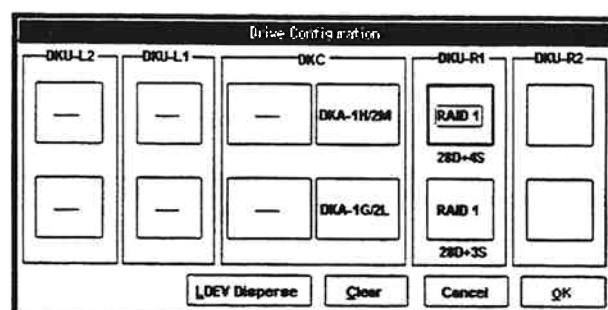 Drive Configuration
DKU-L2 DKU-L1 DKC DKU-R1 DKU-R2
— — — DKA-1H/2M RAID 1
28D+4S
— — — DKA-1G/2L RAID 1
28D+3S
LDEV Disperse Clear Cancel OK